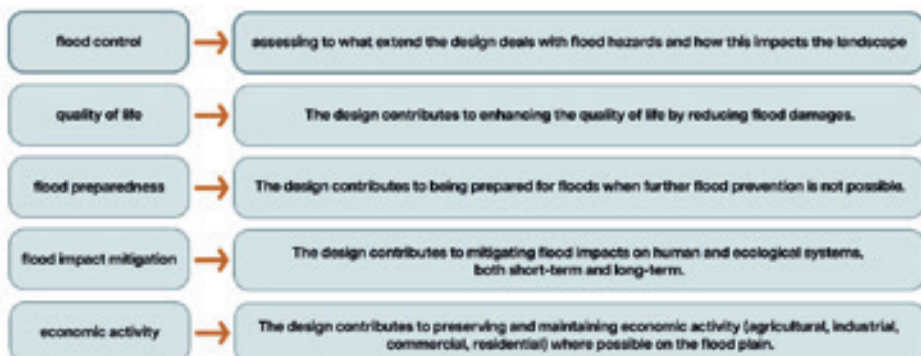 flood control
assessing to what extend the design deals with flood hazards and how this impacts the landscape
quality of life
The design contributes to enhancing the quality of life by reducing flood damages.
flood preparedness
The design contributes to being prepared for floods when further flood prevention is not possible.
flood impact mitigation
The design contributes to mitigating flood impacts on human and ecological systems,
both short-term and long-term.
economic activity
The design contributes to preserving and maintaining economic activity (agricultural, industrial,
commercial, residential) where possible on the flood plain.